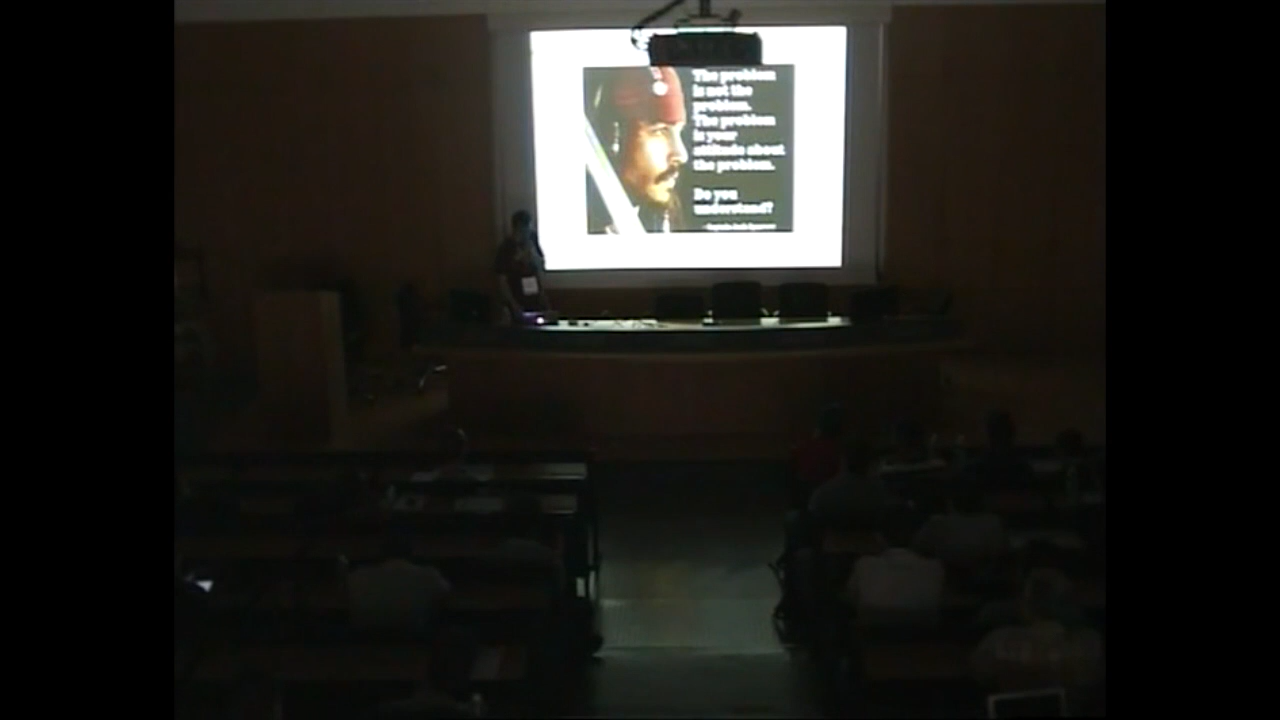 The problem
is not the
problem.
The problem
is your
attitude about
the problem.
Do you
understand?